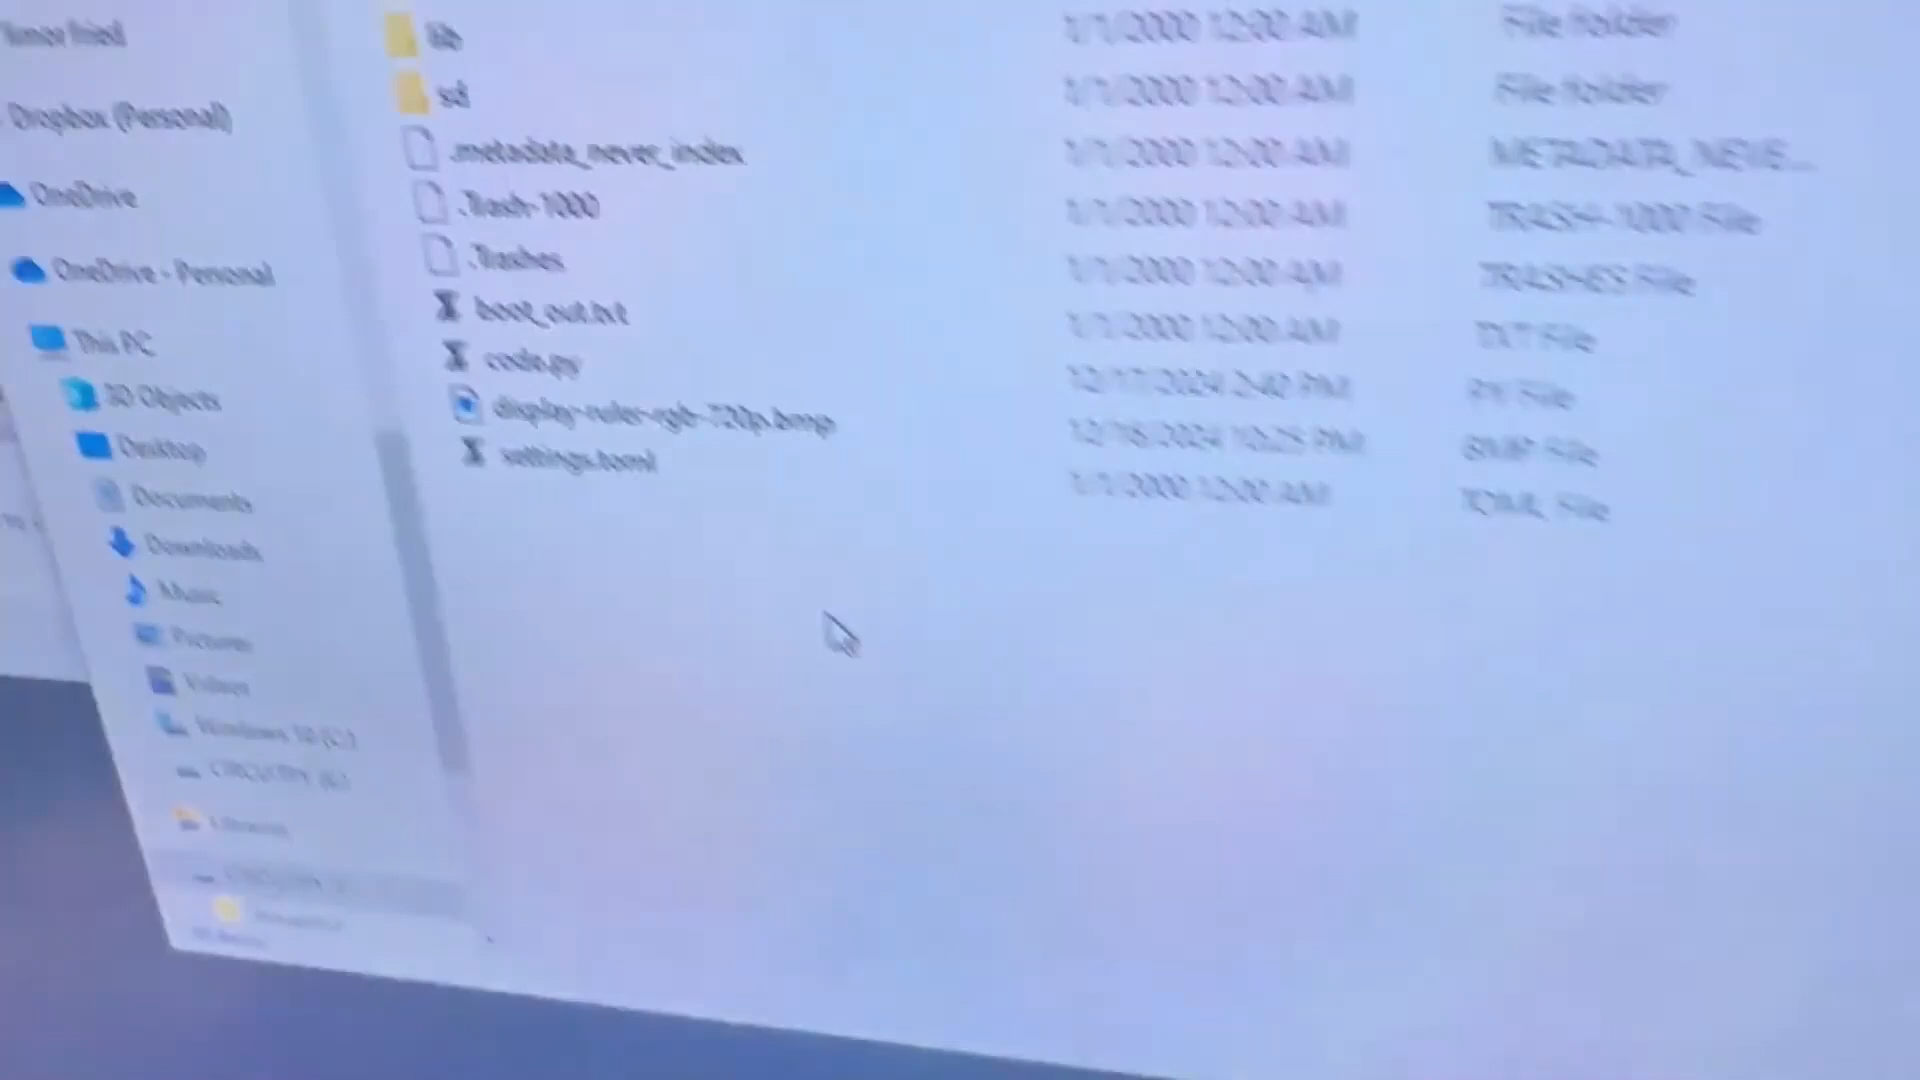 limor fried
Dropbox (Personal)
OneDrive
OneDrive - Personal
This PC
3D Objects
Desktop
Documents
Downloads
Music
Pictures
Videos
Windows 10 (C:)
CIRCUITPY
Libraries
lib 1/1/2000 12:00 AM File folder
sd 1/1/2000 12:00 AM File folder
.metadata_never_index 1/1/2000 12:00 AM METADATA_NEVE...
.Trash-1000 1/1/2000 12:00 AM TRASH-1000 File
.Trashes 1/1/2000 12:00 AM TRASHES File
boot_out.txt 1/1/2000 12:00 AM TXT File
code.py 12/17/2024 2:40 PM PY File
display-ruler-rgb-720p.bmp 12/16/2024 10:25 PM BMP File
settings.toml 1/1/2000 12:00 AM TOML File